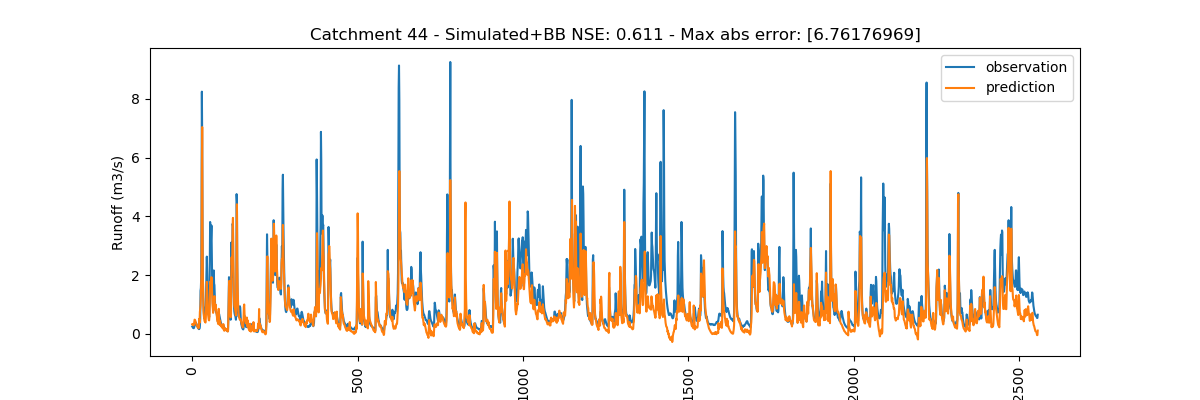 Catchment 44 - Simulated+BB NSE: 0.611 - Max abs error: [6.76176969]
observation
prediction
Runoff (m3/s)
8
6
4
2
0
0
500
1000
1500
2000
2500